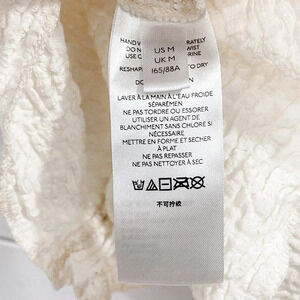 HAND W
US M
UK M
165/88A
RATELY
DO N
WIST
RINE
RESHAP
TO DRY
DO
LAVER À LA MAIN À L'EAU FROIDE
SÉPARÉMEN
NE PAS TORDRE OU ESSORER
UTILISER UN AGENT DE
BLANCHIMENT SANS CHLORE SI
NÉCESSAIRE
METTRE EN FORME ET SÉCHER
À PLAT
NE PAS REPASSER
NE PAS NETTOYER À SEC
不可拧绞